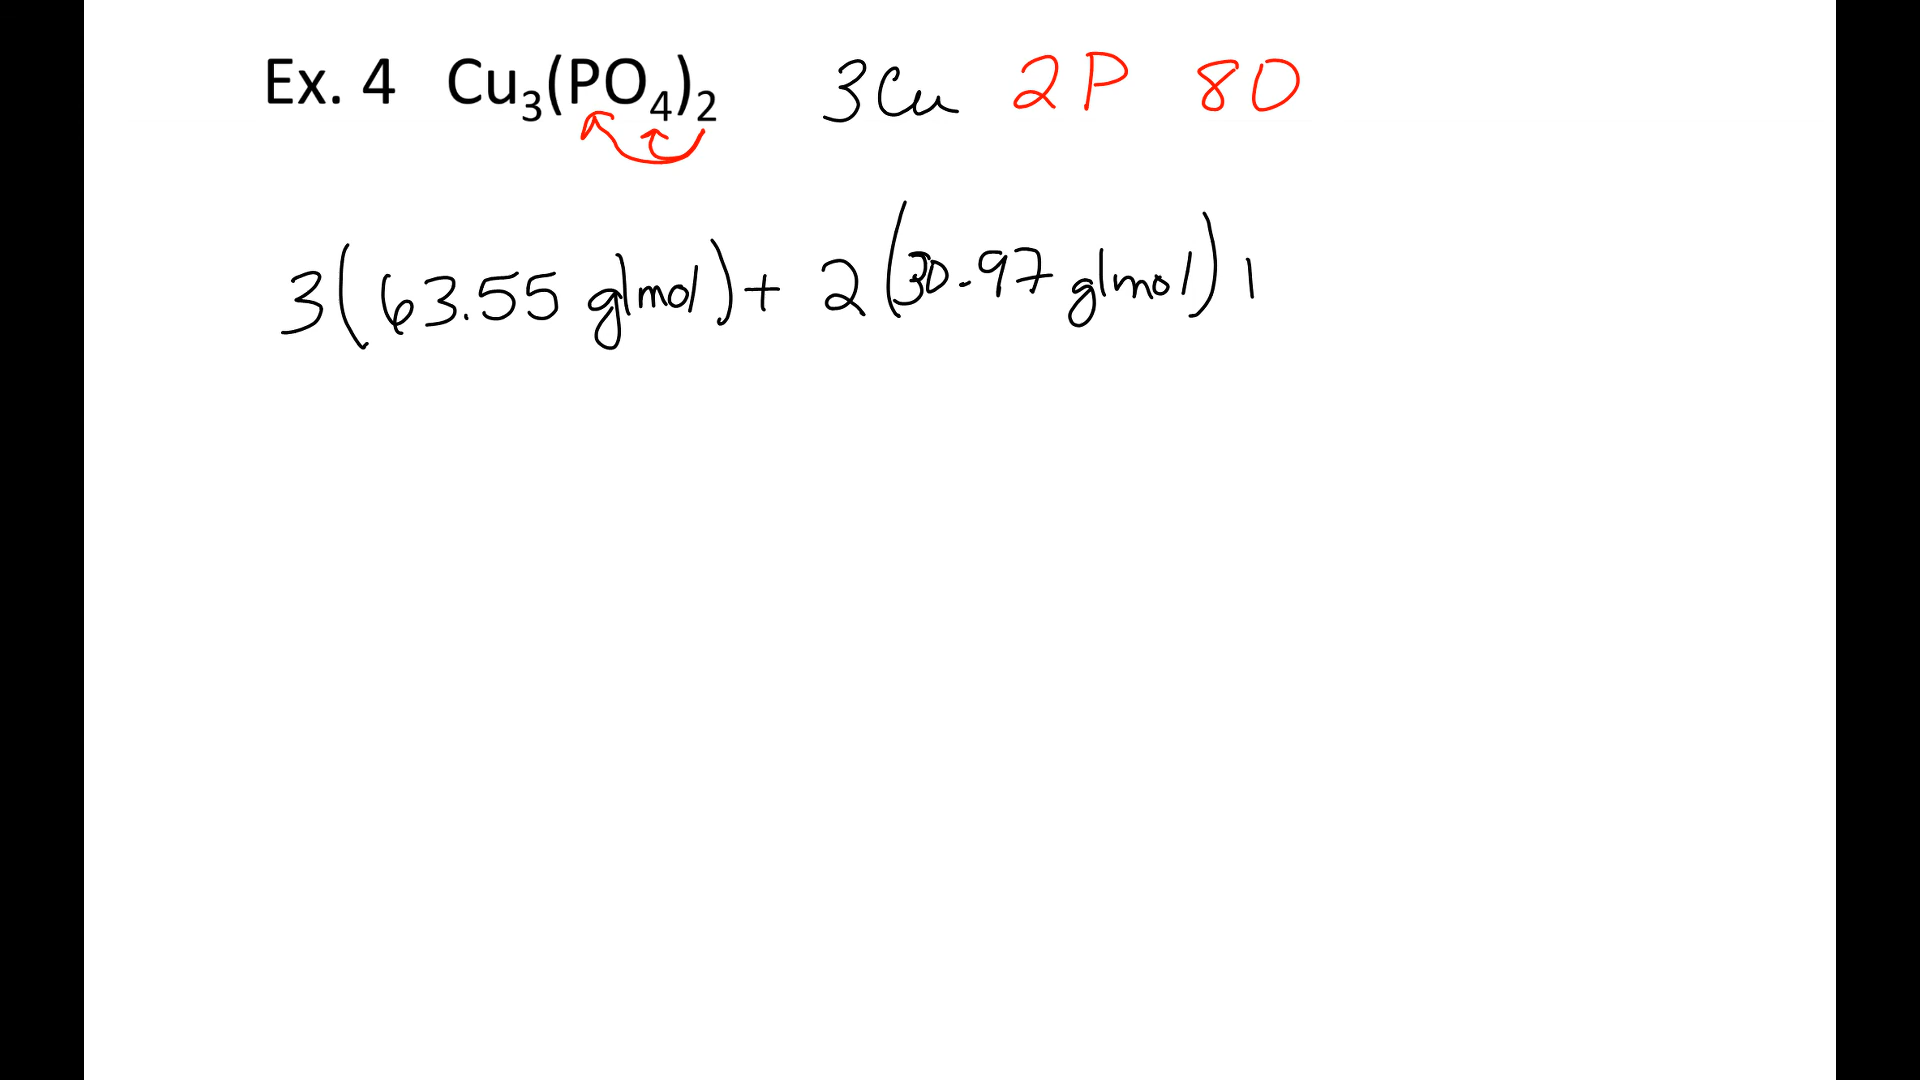 Ex. 4 Cu₃(PO₄)₂ 3Cu 2P 8O
3(63.55 g/mol) + 2(30.97 g/mol) |